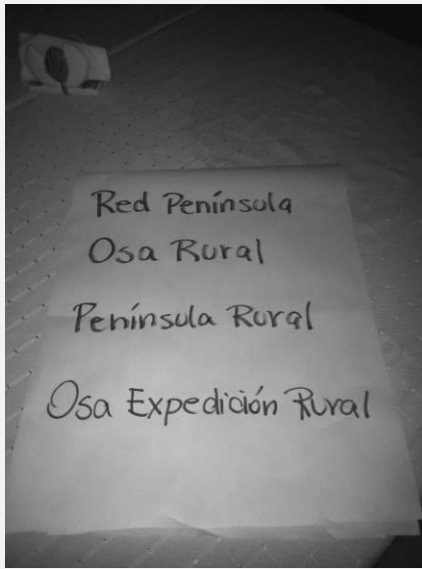 Red Península
Osa Rural
Península Rural
Osa Expedición Rural